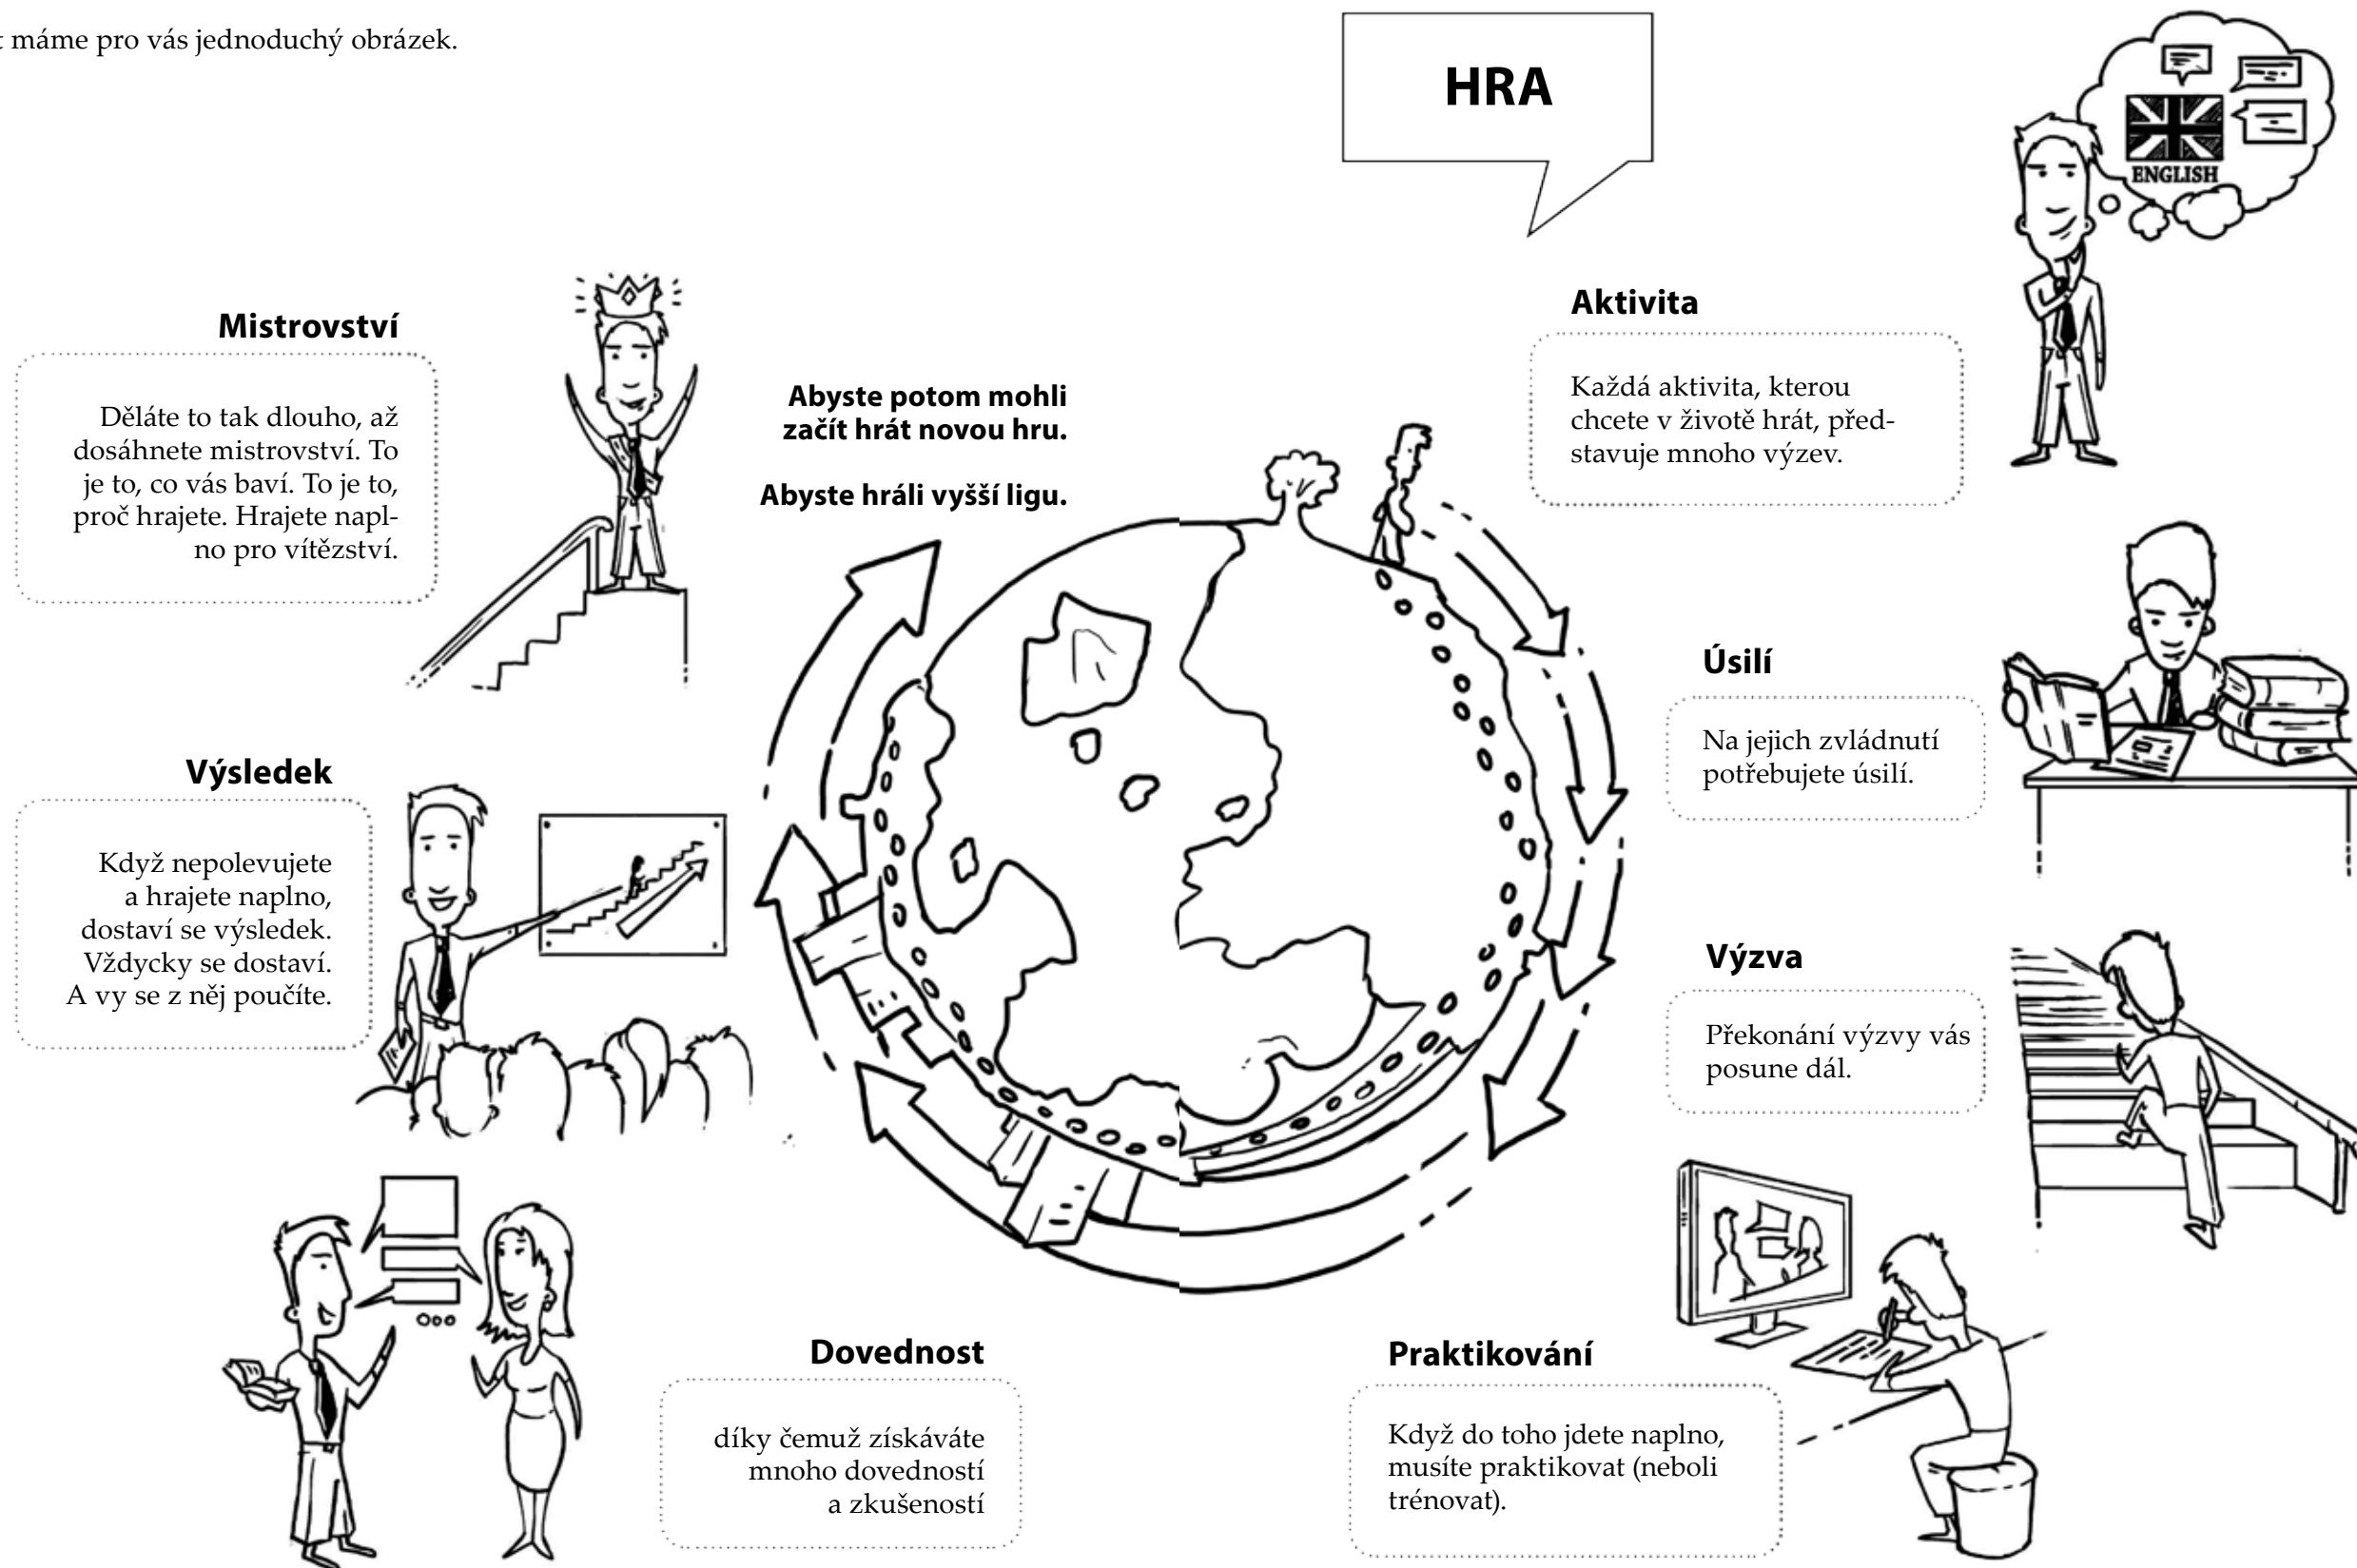 máme pro vás jednoduchý obrázek.
HRA
ENGLISH
Aktivita
Každá aktivita, kterou
chcete v životě hrát, před-
stavuje mnoho výzev.
Úsilí
Na jejich zvládnutí
potřebujete úsilí.
Výzva
Překonání výzvy vás
posune dál.
Praktikování
Když do toho jdete naplno,
musíte praktikovat (neboli
trénovat).
Dovednost
díky čemuž získáváte
mnoho dovedností
a zkušeností
Výsledek
Když nepolevujete
a hrajete naplno,
dostaví se výsledek.
Vždycky se dostaví.
A vy se z něj poučíte.
Mistrovství
Děláte to tak dlouho, až
dosáhnete mistrovství. To
je to, co vás baví. To je to,
proč hrajete. Hrajete napl-
no pro vítězství.
Abyste potom mohli
začít hrát novou hru.
Abyste hráli vyšší ligu.